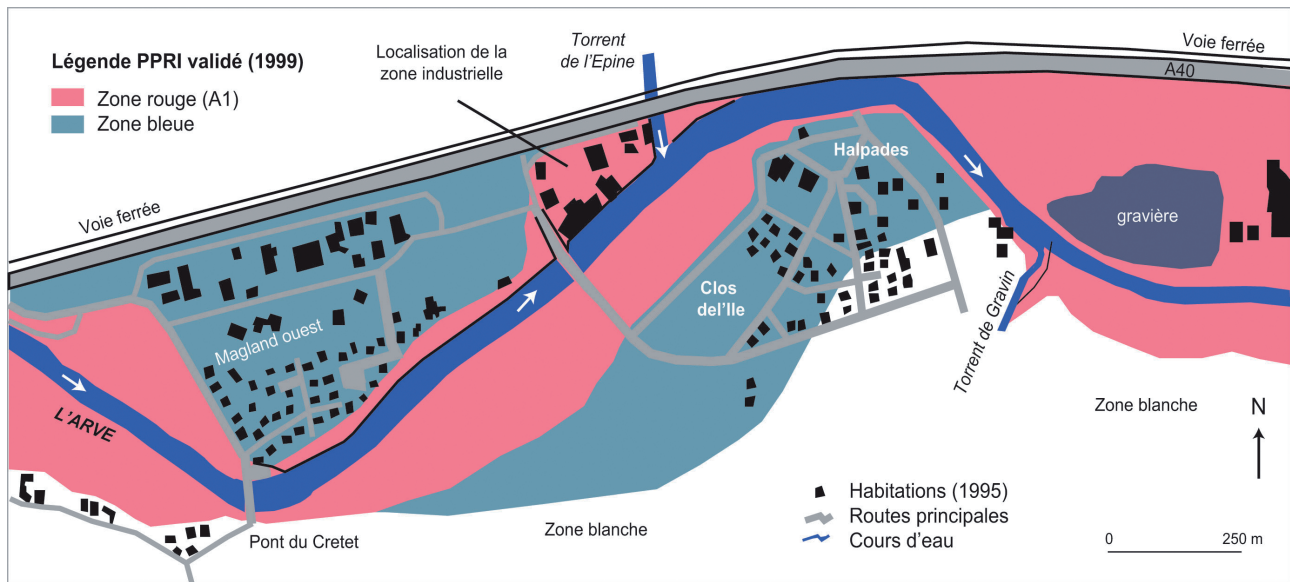 Légende PPRI validé (1999)
Zone rouge (A1)
Zone bleue
Localisation de la
zone industrielle
Torrent
de l'Epine
Voie ferrée
A40
Voie ferrée
Halpades
gravière
Clos
del'Ile
Magland ouest
L'ARVE
Torrent de Gravin
Zone blanche
N
Habitations (1995)
Routes principales
Cours d'eau
0 250 m
Zone blanche
Pont du Cretet